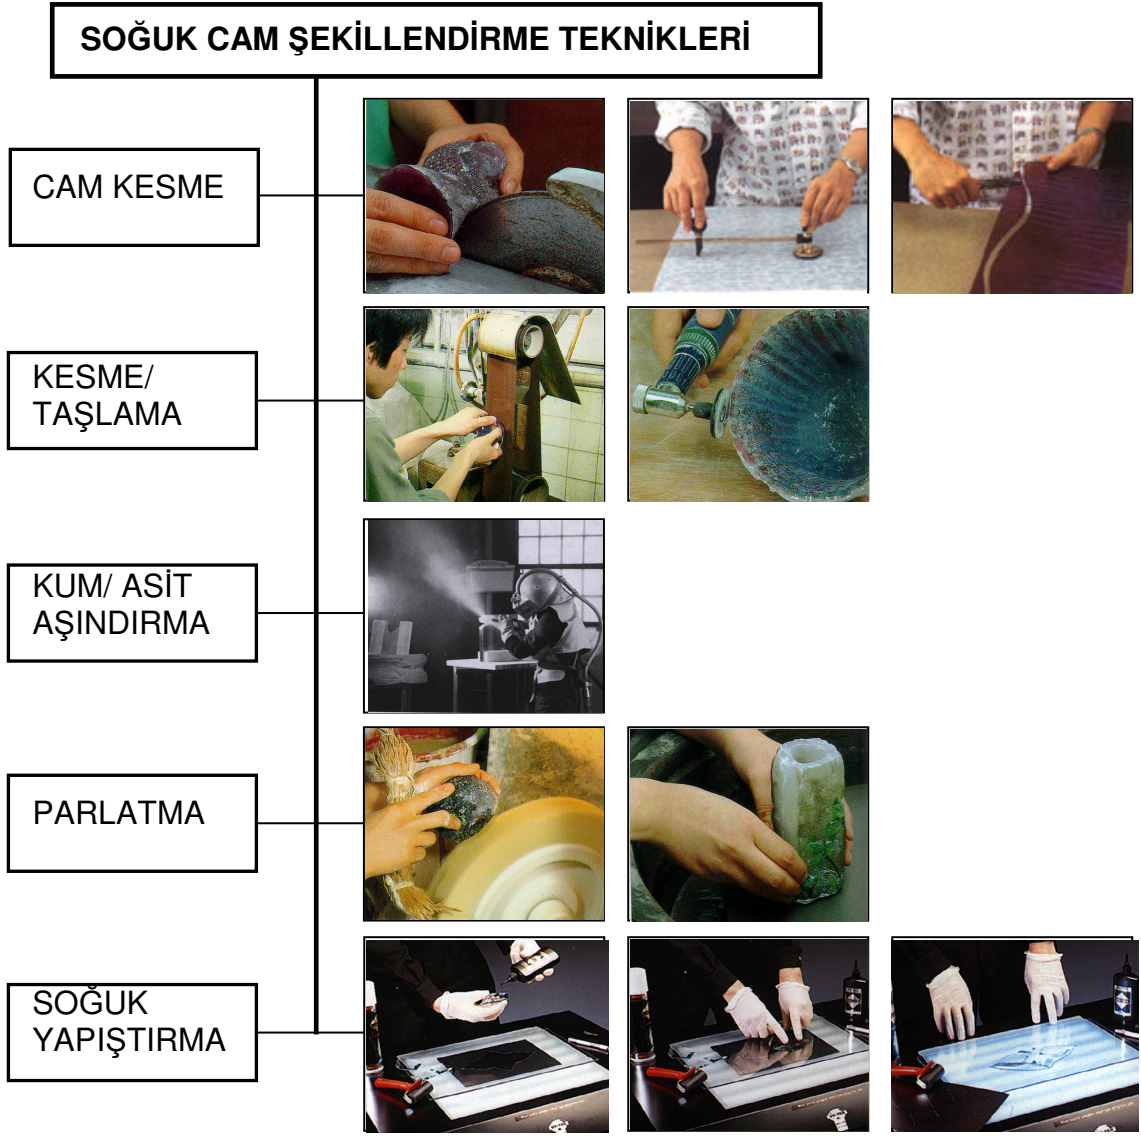 SOĞUK CAM ŞEKİLLENDİRME TEKNİKLERİ
CAM KESME
KESME/
TAŞLAMA
KUM/ ASİT
AŞINDIRMA
PARLATMA
SOĞUK
YAPIŞTIRMA